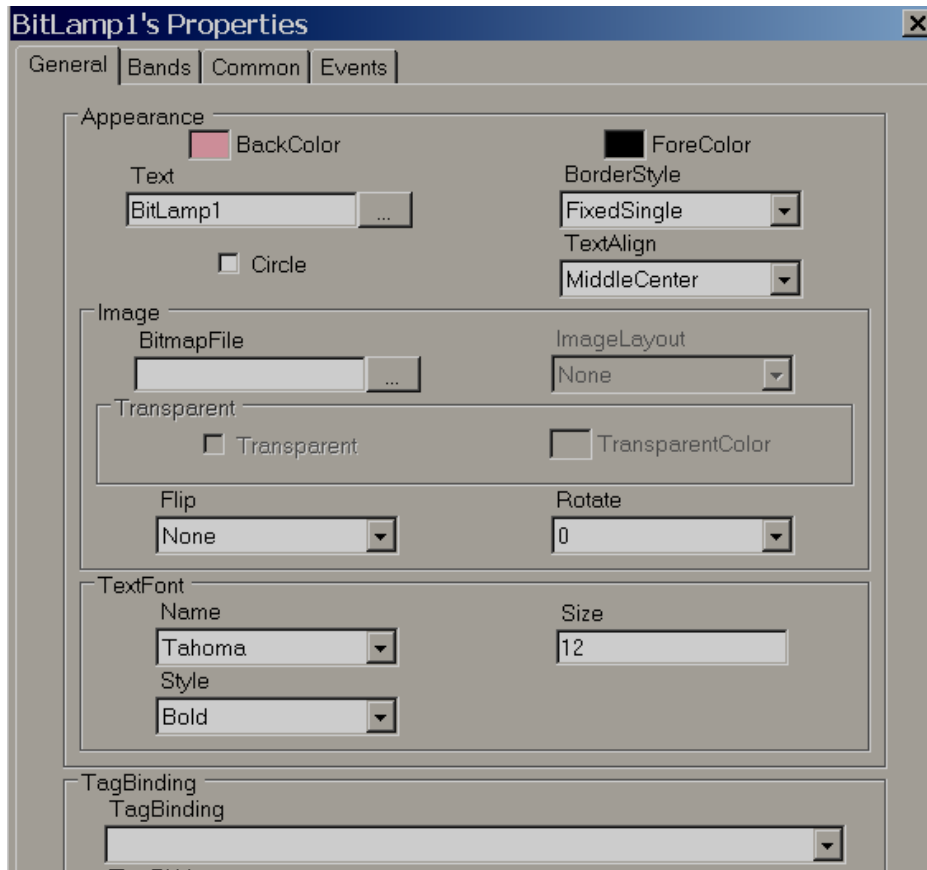 BitLamp1's Properties
General Bands Common Events
Appearance
BackColor ForeColor
Text BorderStyle
BitLamp1 ... FixedSingle
TextAlign
Circle MiddleCenter
Image
BitmapFile ImageLayout
... None
Transparent
Transparent TransparentColor
Flip Rotate
None 0
TextFont
Name Size
Tahoma 12
Style
Bold
TagBinding
TagBinding